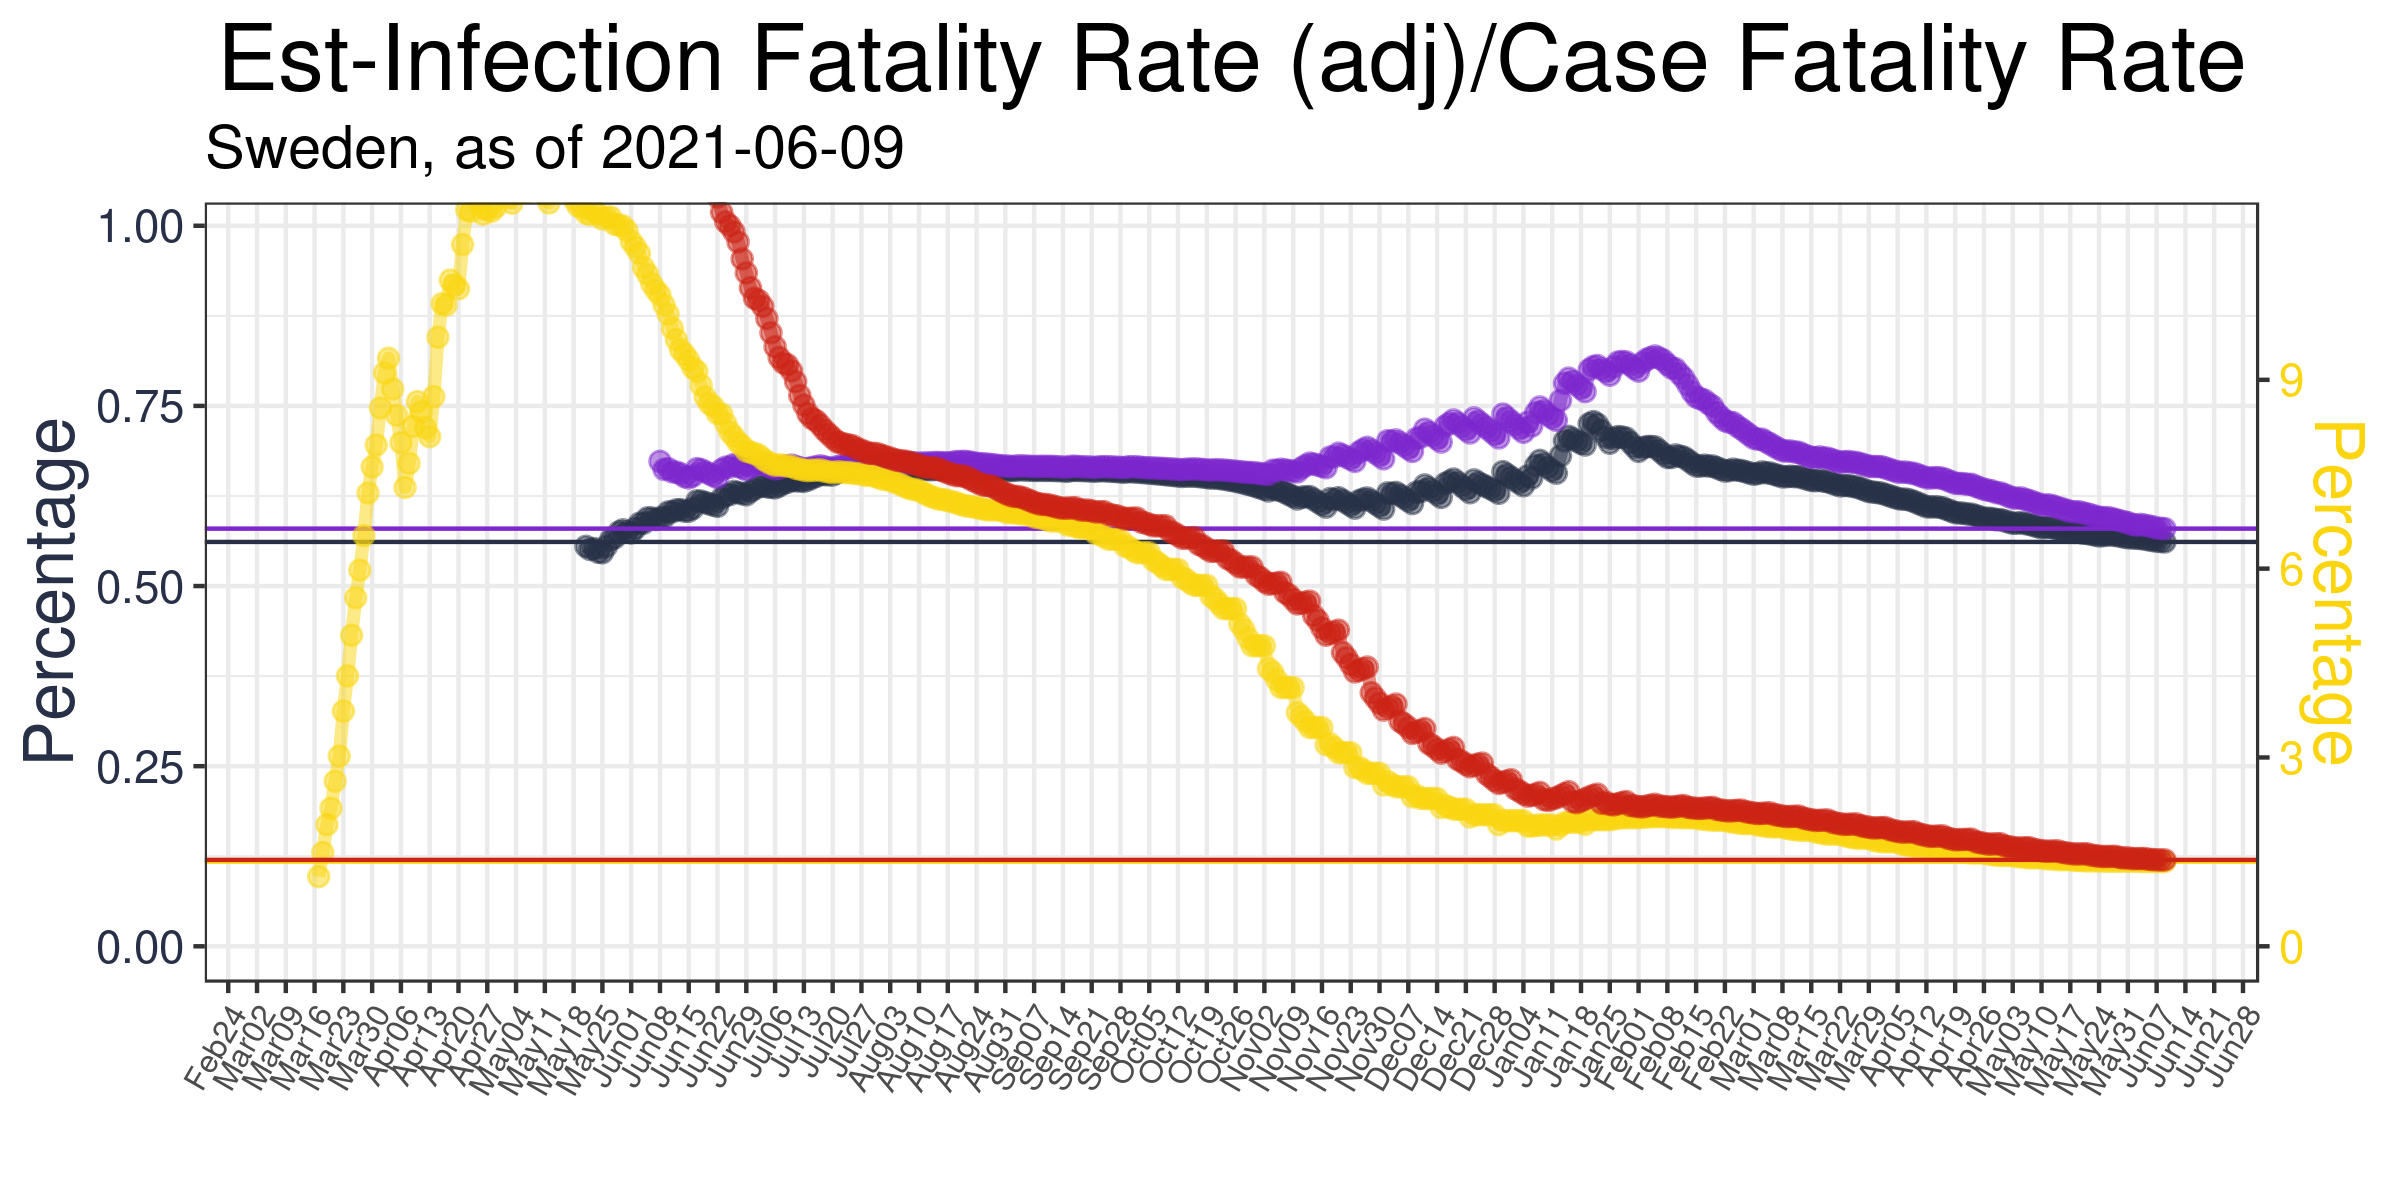 Est-Infection Fatality Rate (adj)/Case Fatality Rate
Sweden, as of 2021-06-09
Percentage
1.00
0.75
0.50
0.25
0.00
9
6
3
0
Percentage
Feb24
Mar02
Mar09
Mar16
Mar23
Mar30
Apr06
Apr13
Apr20
Apr27
May04
May11
May18
May25
Jun01
Jun08
Jun15
Jun22
Jun29
Jul06
Jul13
Jul20
Jul27
Aug03
Aug10
Aug17
Aug24
Aug31
Sep07
Sep14
Sep21
Sep28
Oct05
Oct12
Oct19
Oct26
Nov02
Nov09
Nov16
Nov23
Nov30
Dec07
Dec14
Dec21
Dec28
Jan04
Jan11
Jan18
Jan25
Feb01
Feb08
Feb15
Feb22
Mar01
Mar08
Mar15
Mar22
Mar29
Apr05
Apr12
Apr19
Apr26
May03
May10
May17
May24
May31
Jun07
Jun14
Jun21
Jun28